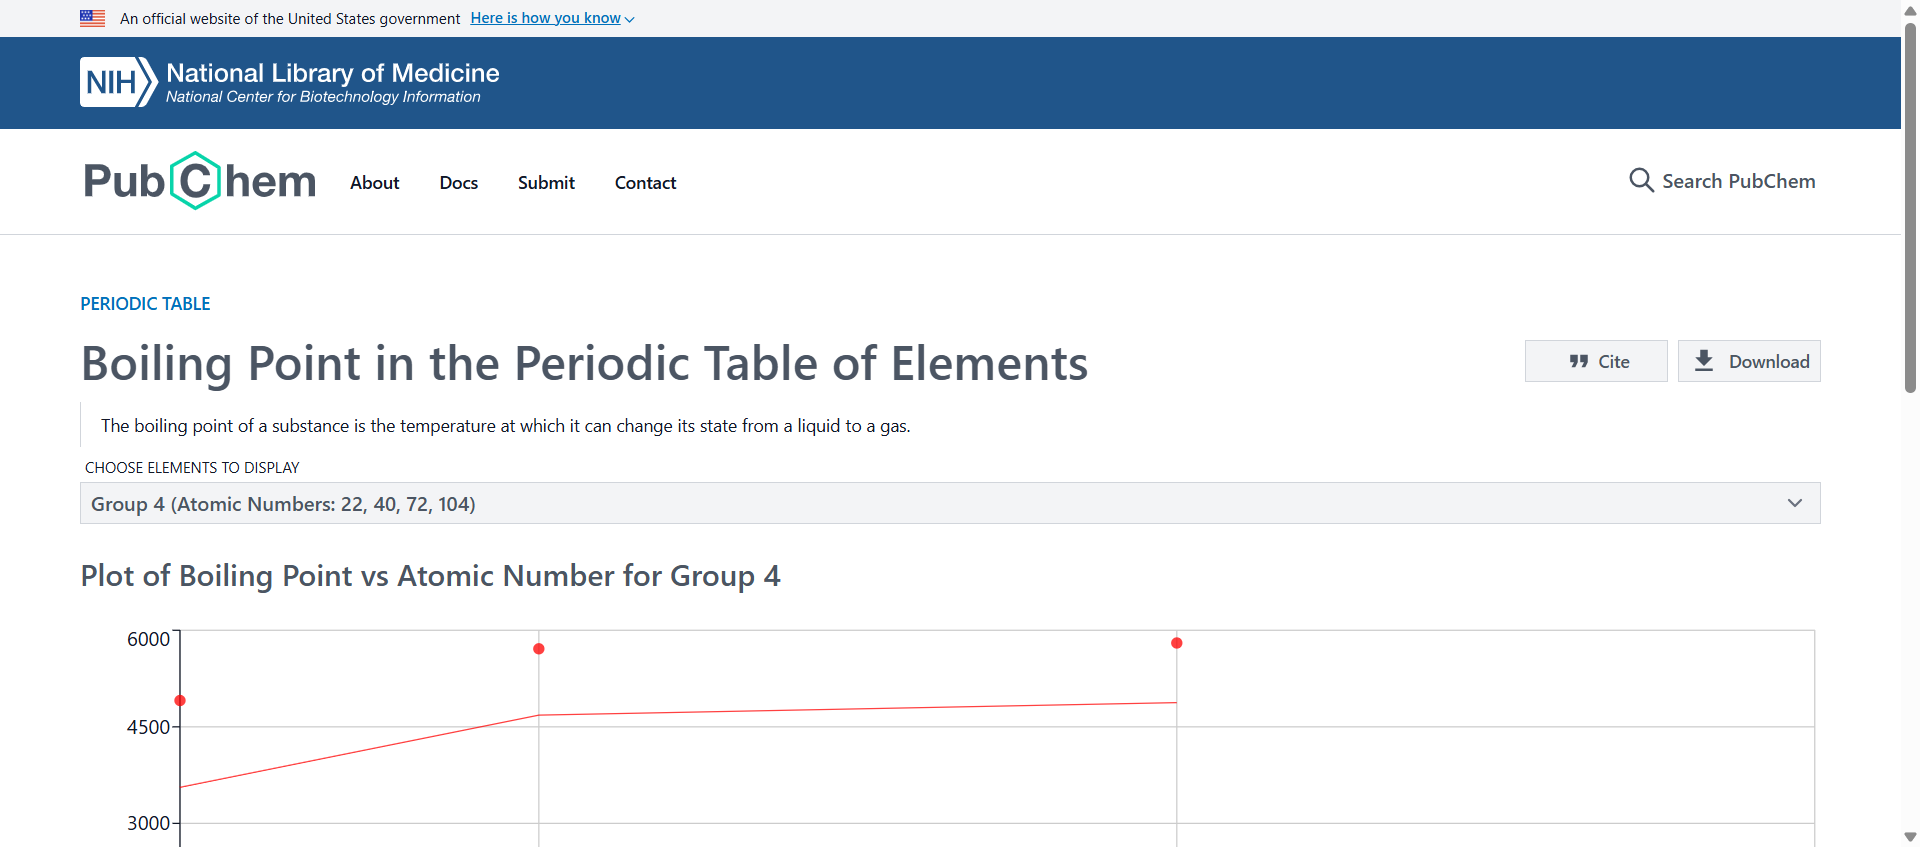 An official website of the United States government Here is how you know
NIH National Library of Medicine
National Center for Biotechnology Information
PubChem About Docs Submit Contact Search PubChem
PERIODIC TABLE
Boiling Point in the Periodic Table of Elements
Cite Download
The boiling point of a substance is the temperature at which it can change its state from a liquid to a gas.
CHOOSE ELEMENTS TO DISPLAY
Group 4 (Atomic Numbers: 22, 40, 72, 104)
Plot of Boiling Point vs Atomic Number for Group 4
6000
4500
3000